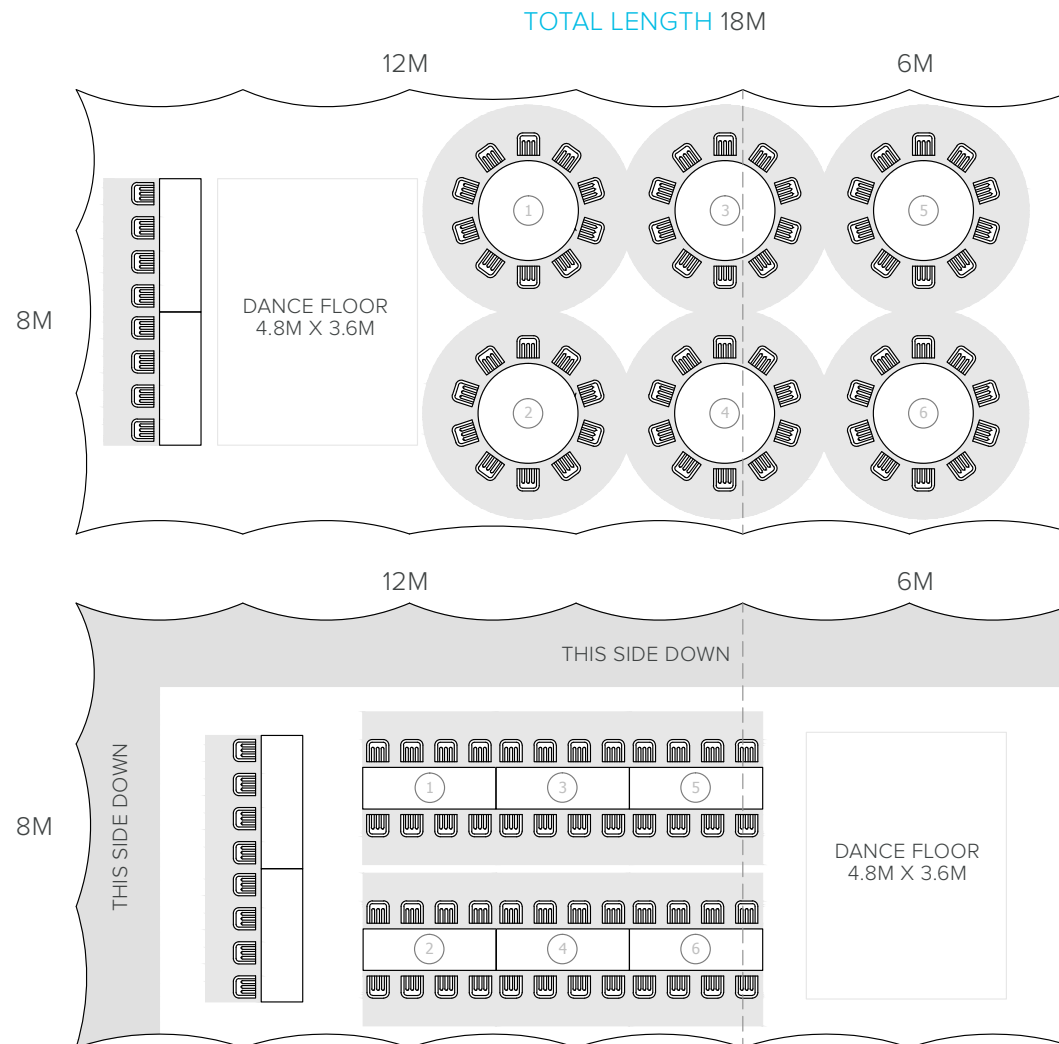 TOTAL LENGTH 18M
12M
6M
8M
DANCE FLOOR
4.8M X 3.6M
1
3
5
2
4
6
12M
6M
THIS SIDE DOWN
THIS SIDE DOWN
8M
1
3
5
DANCE FLOOR
4.8M X 3.6M
2
4
6